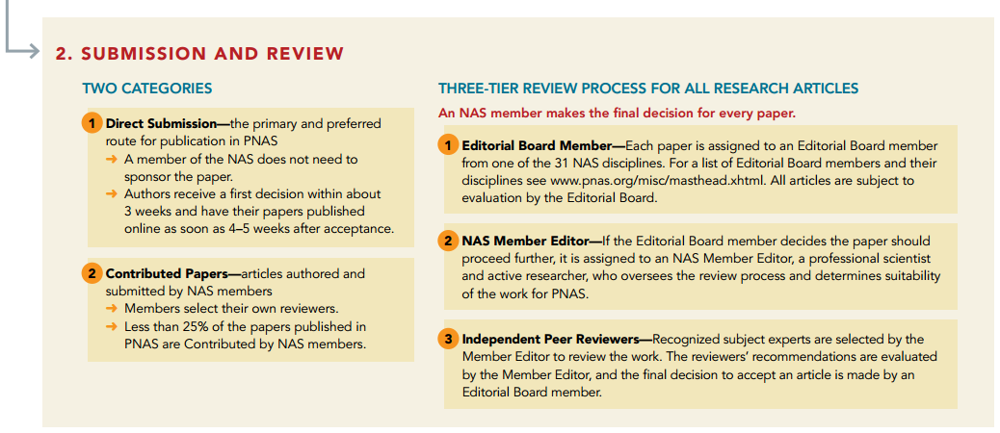 2. SUBMISSION AND REVIEW
TWO CATEGORIES
1 Direct Submission—the primary and preferred
route for publication in PNAS
➜ A member of the NAS does not need to
sponsor the paper.
➜ Authors receive a first decision within about
3 weeks and have their papers published
online as soon as 4–5 weeks after acceptance.
2 Contributed Papers—articles authored and
submitted by NAS members
➜ Members select their own reviewers.
➜ Less than 25% of the papers published in
PNAS are Contributed by NAS members.
THREE-TIER REVIEW PROCESS FOR ALL RESEARCH ARTICLES
An NAS member makes the final decision for every paper.
1 Editorial Board Member—Each paper is assigned to an Editorial Board member
from one of the 31 NAS disciplines. For a list of Editorial Board members and their
disciplines see www.pnas.org/misc/masthead.xhtml. All articles are subject to
evaluation by the Editorial Board.
2 NAS Member Editor—If the Editorial Board member decides the paper should
proceed further, it is assigned to an NAS Member Editor, a professional scientist
and active researcher, who oversees the review process and determines suitability
of the work for PNAS.
3 Independent Peer Reviewers—Recognized subject experts are selected by the
Member Editor to review the work. The reviewers’ recommendations are evaluated
by the Member Editor, and the final decision to accept an article is made by an
Editorial Board member.